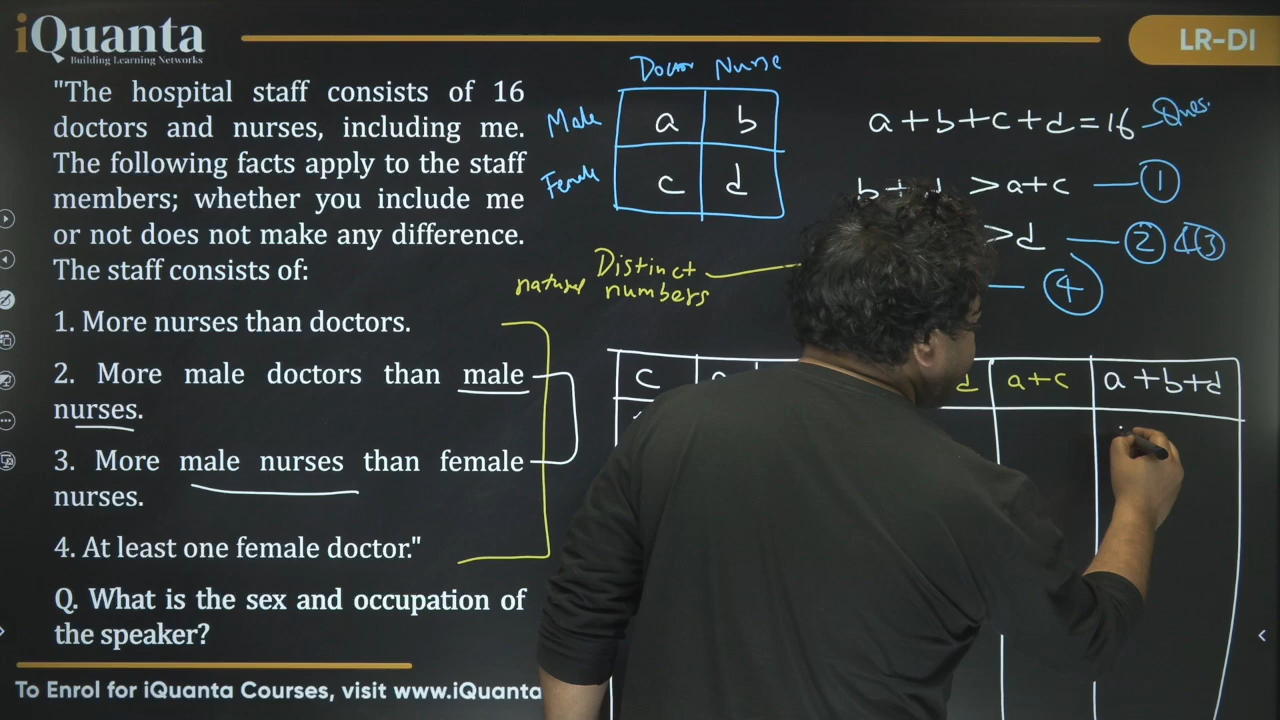 iQuanta
Building Learning Networks
LR-DI
"The hospital staff consists of 16
doctors and nurses, including me.
The following facts apply to the staff
members; whether you include me
or not does not make any difference.
The staff consists of:
1. More nurses than doctors.
2. More male doctors than male
nurses.
3. More male nurses than female
nurses.
4. At least one female doctor."
Q. What is the sex and occupation of
the speaker?
To Enrol for iQuanta Courses, visit www.iQuanta
Doctor Nurse
Male a b
Female c d
a+b+c+d=16 Ques.
> a+c 1
>d 2 & 3
4
Distinct
natural numbers
c
d
a+c
a+b+d